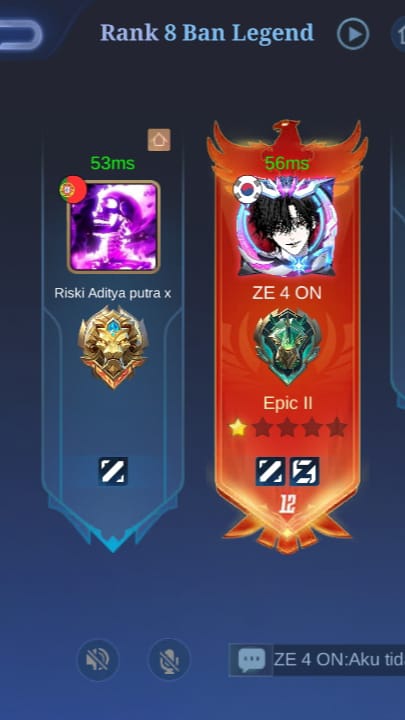 Rank 8 Ban Legend
53ms
56ms
Riski Aditya putra x
ZE 4 ON
Epic II
12
ZE 4 ON:Aku tid